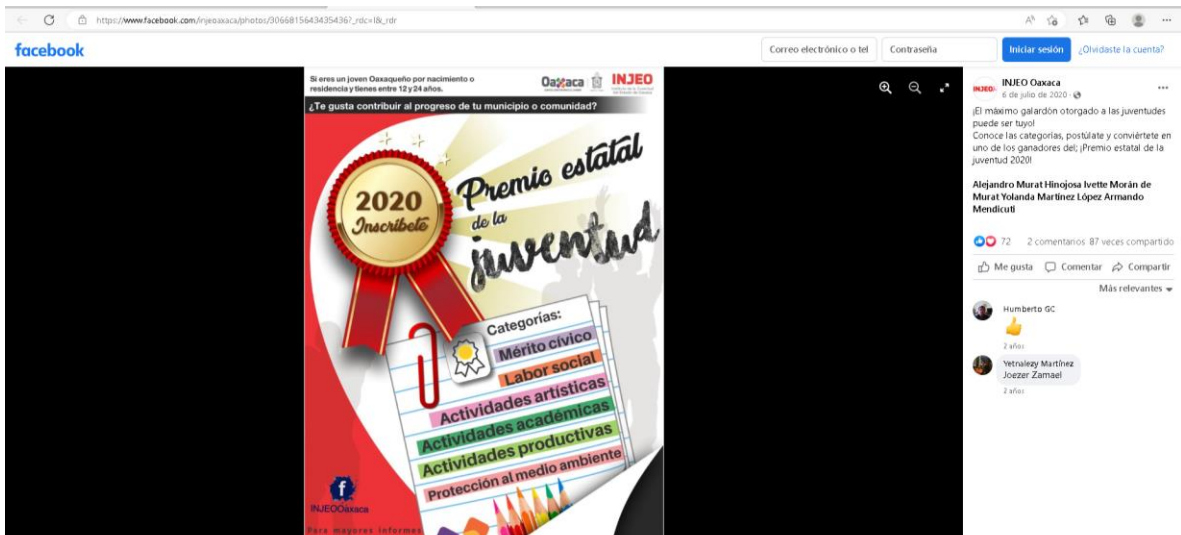 https://www.facebook.com/injeoaxaca/photos/3066815643435436?_rdc=1&_rdr
facebook
Correo electrónico o tel
Contraseña
Iniciar sesión
¿Olvidaste la cuenta?
Si eres un joven Oaxaqueño por nacimiento o
residencia y tienes entre 12 y 24 años.
Oaxaca
INJEO
¿Te gusta contribuir al progreso de tu municipio o comunidad?
2020
Inscríbete
Premio estatal
de la
juventud
Categorías:
Mérito cívico
Labor social
Actividades artísticas
Actividades académicas
Actividades productivas
Protección al medio ambiente
f
INJEOOaxaca
Para mayores informes
INJEO
INJEO Oaxaca
6 de julio de 2020
¡El máximo galardón otorgado a las juventudes
puede ser tuyo!
Conoce las categorías, postúlate y conviértete en
uno de los ganadores del; ¡Premio estatal de la
juventud 2020!
Alejandro Murat Hinojosa Ivette Morán de
Murat Yolanda Martínez López Armando
Mendicuti
72 2 comentarios 87 veces compartido
Me gusta Comentar Compartir
Más relevantes
Humberto GC
2 años
Yetnalezy Martínez
Joezer Zamael
2 años